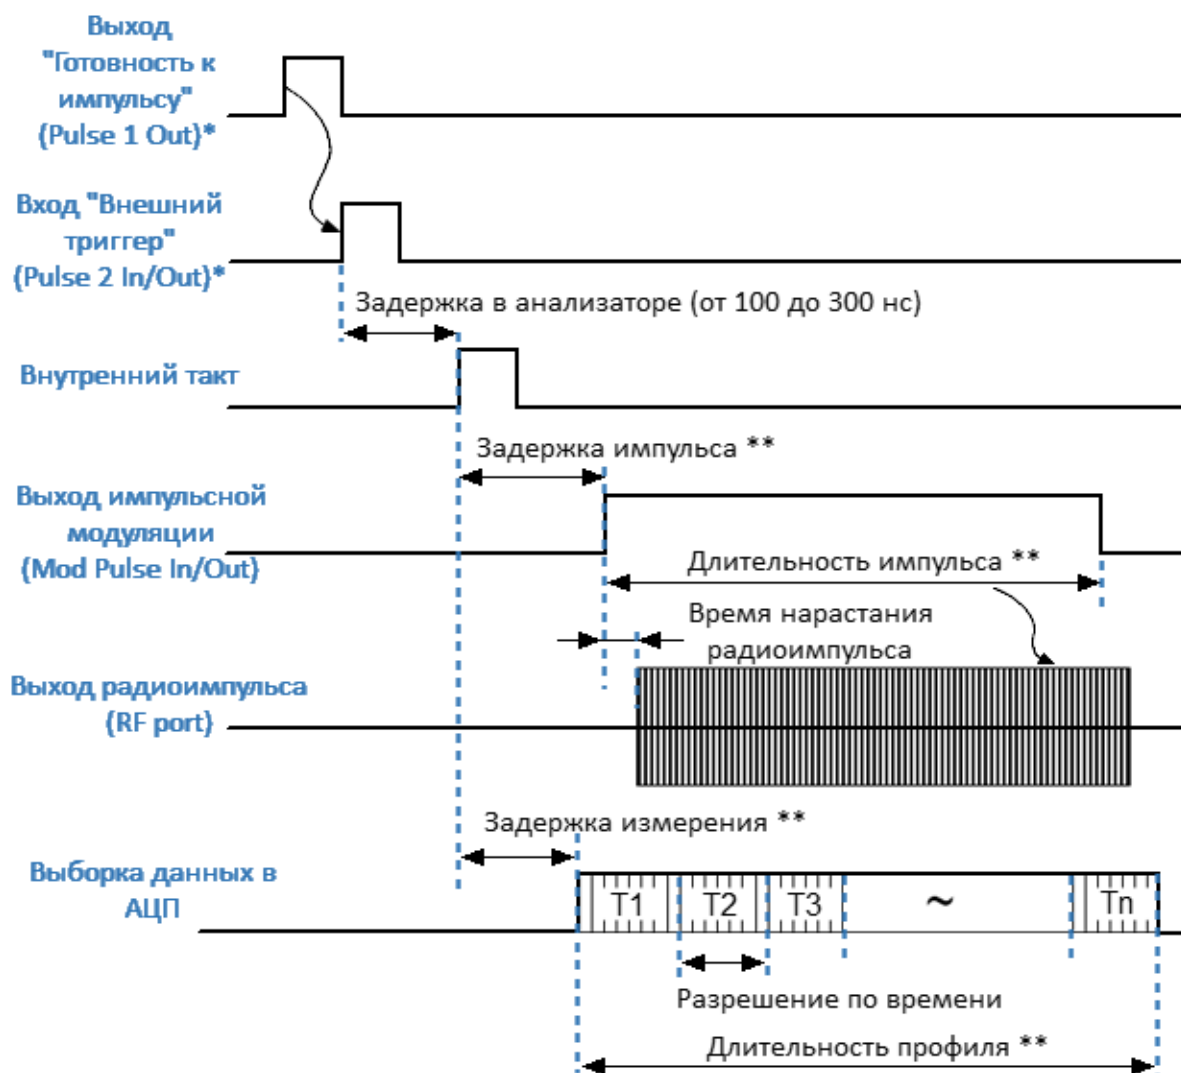 Выход
"Готовность к
импульсу"
(Pulse 1 Out)*
Вход "Внешний
триггер"
(Pulse 2 In/Out)*
Задержка в анализаторе (от 100 до 300 нс)
Внутренний такт
Задержка импульса **
Выход импульсной
модуляции
(Mod Pulse In/Out)
Длительность импульса **
Время нарастания
радиоимпульса
Выход радиоимпульса
(RF port)
Задержка измерения **
Выборка данных в
АЦП
T1 T2 T3 ~ Tn
Разрешение по времени
Длительность профиля **